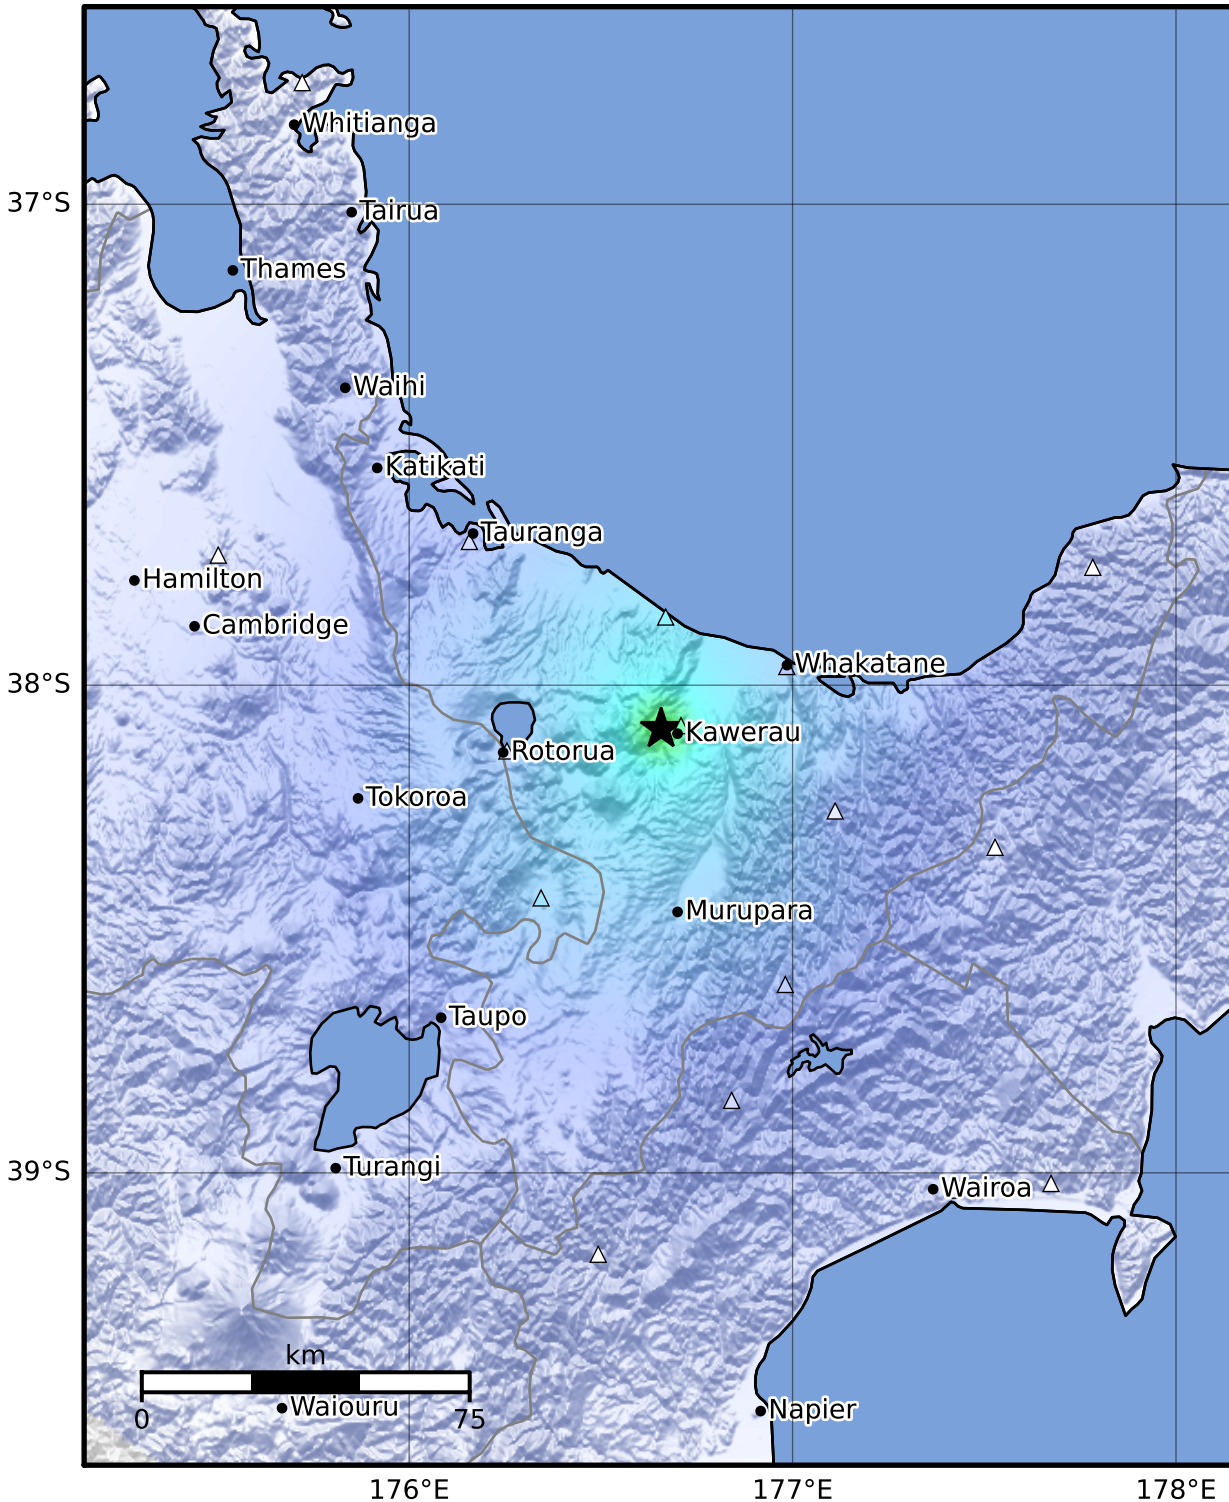 Whitianga
37°S
Tairua
Thames
Waihi
Katikati
Tauranga
Hamilton
Cambridge
Whakatane
38°S
Kawerau
Rotorua
Tokoroa
Murupara
Taupo
39°S
Turangi
Wairoa
km
0
75
Waiouru
Napier
176°E
177°E
178°E